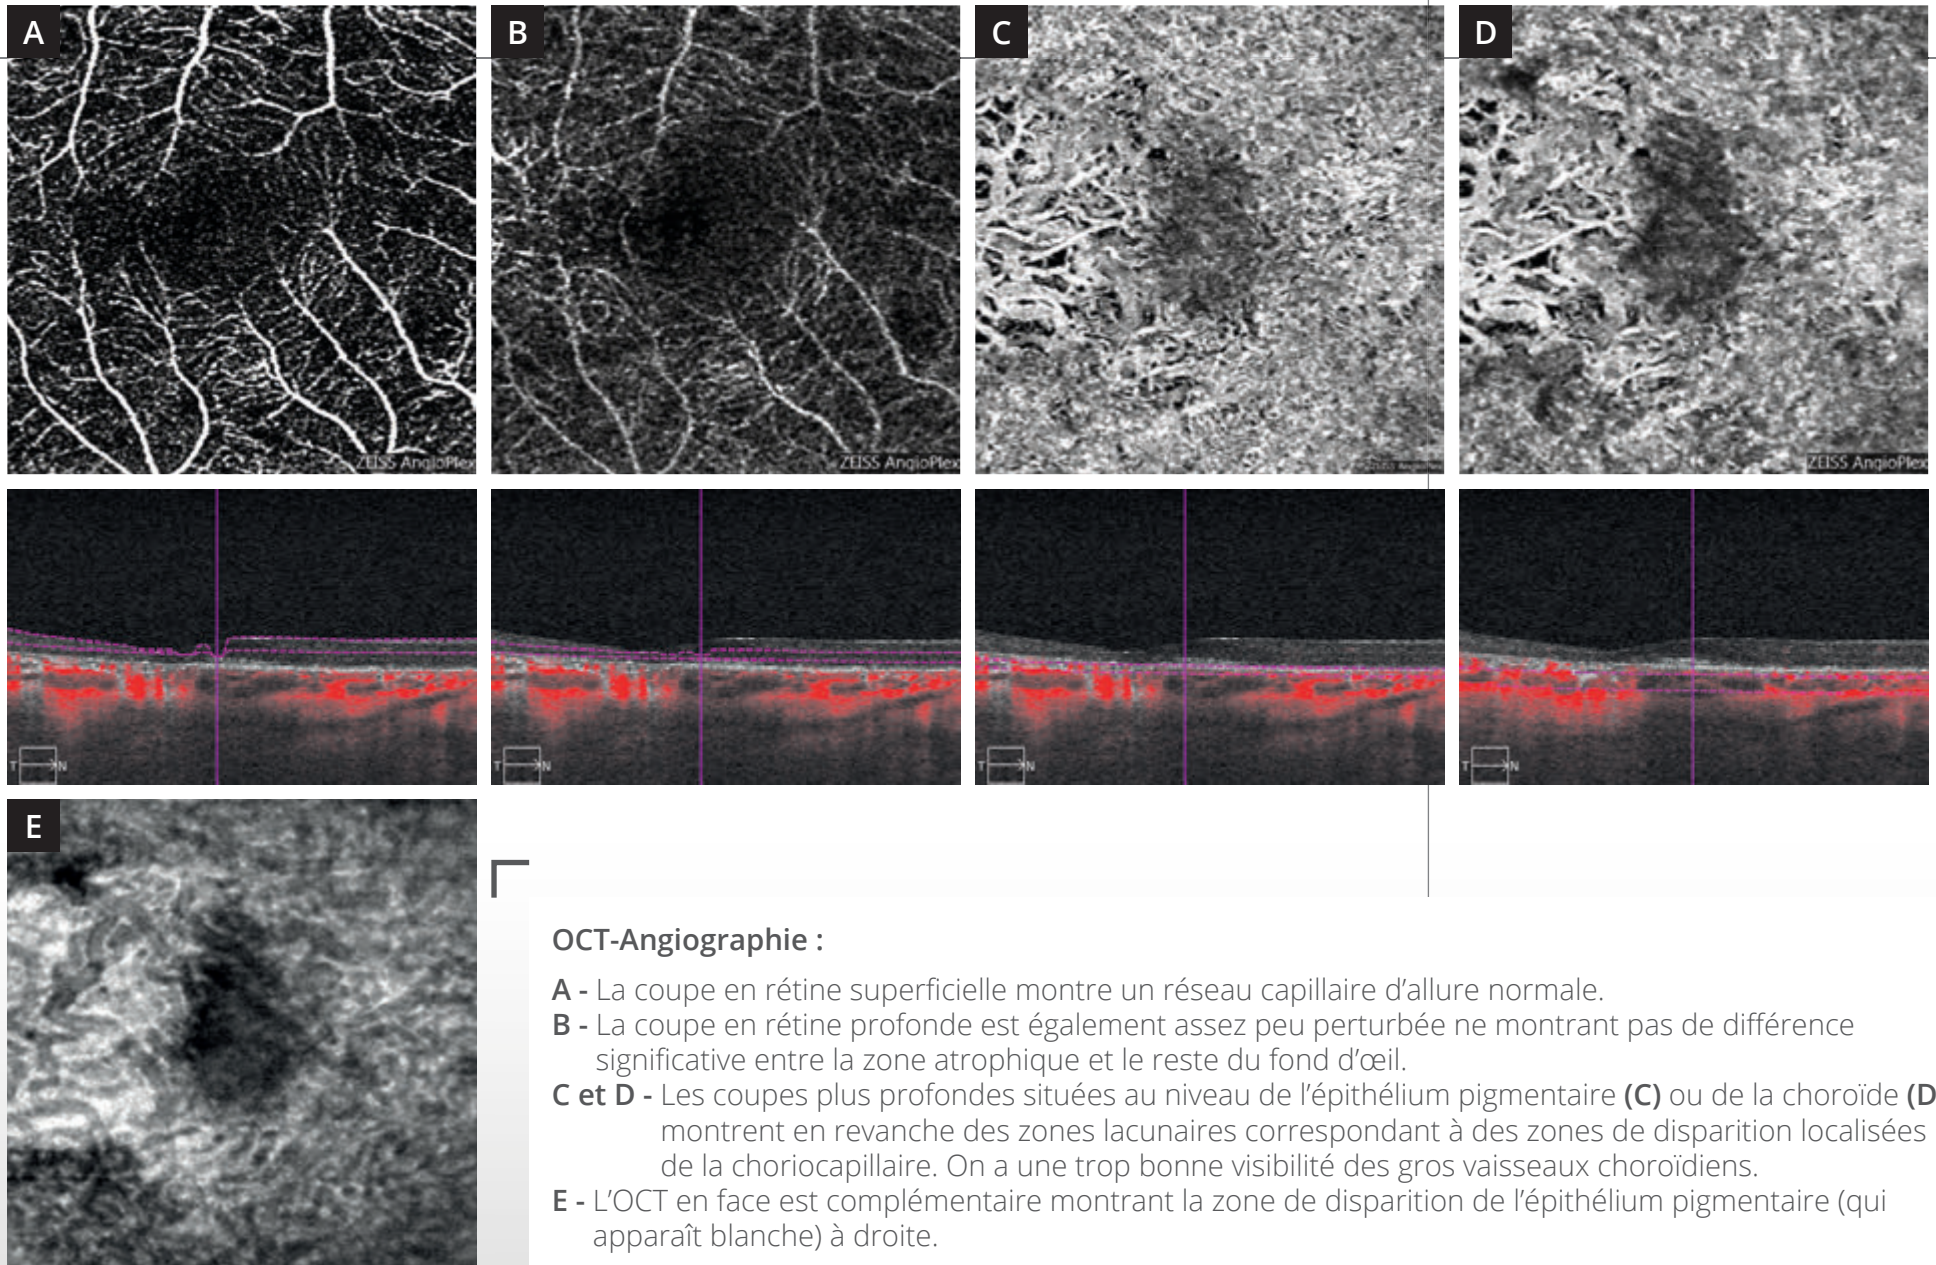 A
B
C
D
ZEISS AngioPlex
ZEISS AngioPlex
ZEISS AngioPlex
ZEISS AngioPlex
T N
T N
T N
T N
E
OCT-Angiographie :
A - La coupe en rétine superficielle montre un réseau capillaire d'allure normale.
B - La coupe en rétine profonde est également assez peu perturbée ne montrant pas de différence
significative entre la zone atrophique et le reste du fond d'œil.
C et D - Les coupes plus profondes situées au niveau de l'épithélium pigmentaire (C) ou de la choroïde (D
montrent en revanche des zones lacunaires correspondant à des zones de disparition localisées
de la choriocapillaire. On a une trop bonne visibilité des gros vaisseaux choroïdiens.
E - L'OCT en face est complémentaire montrant la zone de disparition de l'épithélium pigmentaire (qui
apparaît blanche) à droite.